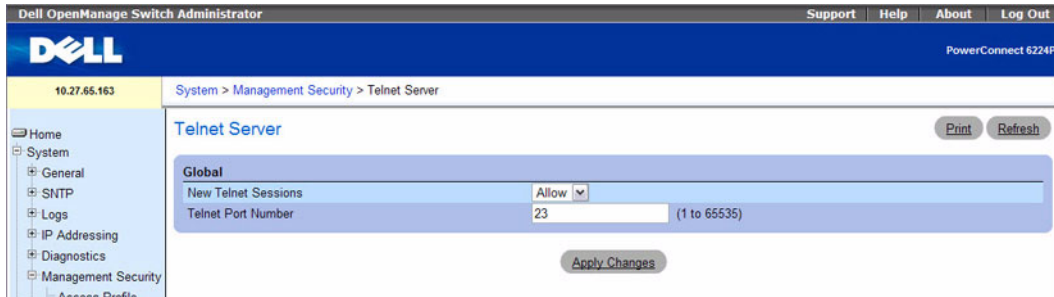 Dell OpenManage Switch Administrator Support Help About Log Out
DELL
PowerConnect 6224P
10.27.65.163
System > Management Security > Telnet Server
Home
System
General
SNTP
Logs
IP Addressing
Diagnostics
Management Security
Access Profile
Telnet Server
Print Refresh
Global
New Telnet Sessions Allow
Telnet Port Number 23 (1 to 65535)
Apply Changes